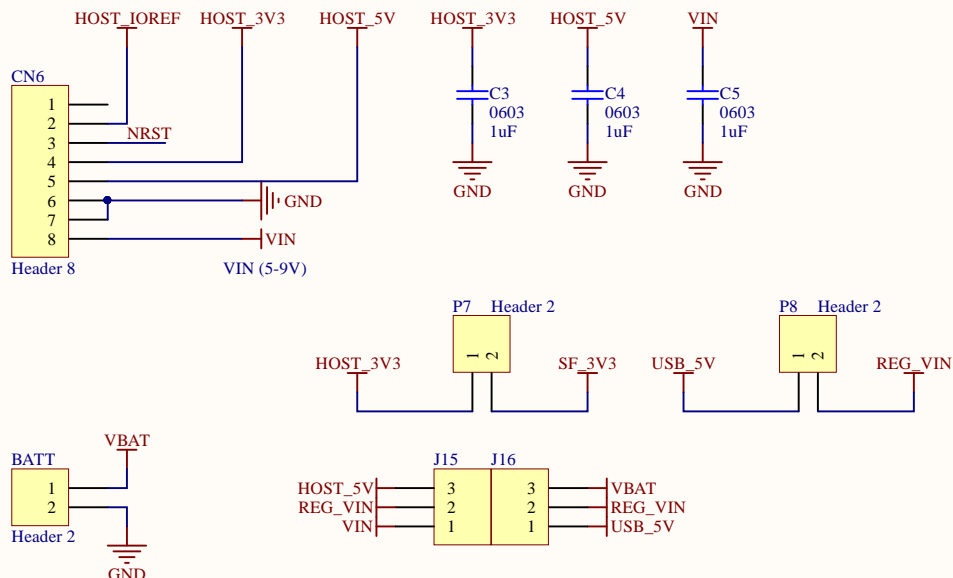 HOST_IOREF HOST_3V3 HOST_5V HOST_3V3 HOST_5V VIN
CN6
1
2
3 NRST
4
5
6 GND
7
8 VIN
Header 8 VIN (5-9V)
C3 C4 C5
0603 0603 0603
1uF 1uF 1uF
GND GND GND
P7 Header 2 P8 Header 2
1 2 1 2
HOST_3V3 SF_3V3 USB_5V REG_VIN
VBAT
BATT
1
2
Header 2
GND
J15 J16
HOST_5V 3 3 VBAT
REG_VIN 2 2 REG_VIN
VIN 1 1 USB_5V